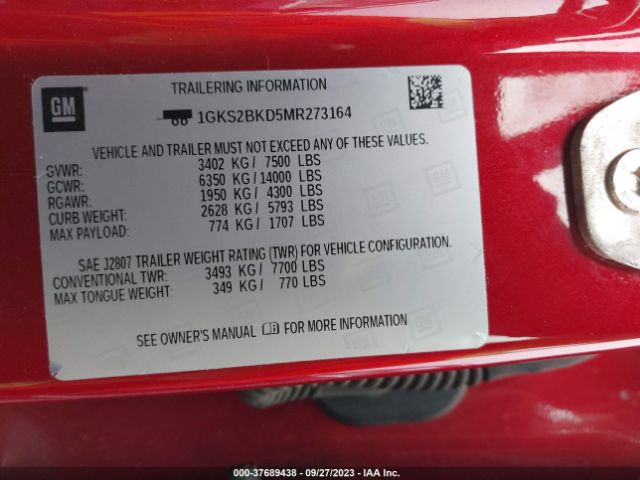 GM
TRAILERING INFORMATION
1GKS2BKD5MR273164
VEHICLE AND TRAILER MUST NOT EXCEED ANY OF THESE VALUES.
GVWR: 3402 KG / 7500 LBS
GCWR: 6350 KG / 14000 LBS
RGAWR: 1950 KG / 4300 LBS
CURB WEIGHT: 2628 KG / 5793 LBS
MAX PAYLOAD: 774 KG / 1707 LBS
SAE J2807 TRAILER WEIGHT RATING (TWR) FOR VEHICLE CONFIGURATION.
CONVENTIONAL TWR: 3493 KG / 7700 LBS
MAX TONGUE WEIGHT: 349 KG / 770 LBS
SEE OWNER'S MANUAL FOR MORE INFORMATION
000-37689438 - 09/27/2023 - IAA Inc.